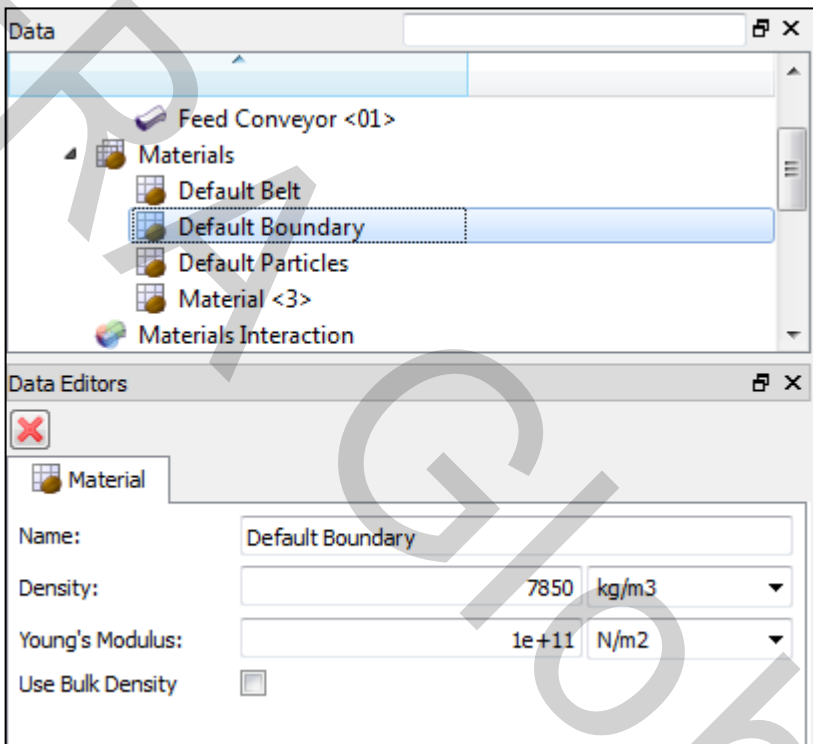 Data
Feed Conveyor <01>
Materials
Default Belt
Default Boundary
Default Particles
Material <3>
Materials Interaction
Data Editors
Material
Name: Default Boundary
Density: 7850 kg/m3
Young's Modulus: 1e+11 N/m2
Use Bulk Density